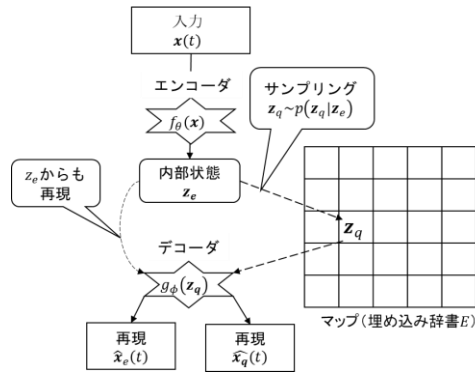 入力
x(t)
エンコーダ
f_θ(x)
サンプリング
z_q~p(z_q|z_e)
z_eからも
再現
内部状態
z_e
z_q
デコーダ
g_ϕ(z_q)
マップ(埋め込み辞書E)
再現
x̂_e(t)
再現
x̂_q(t)